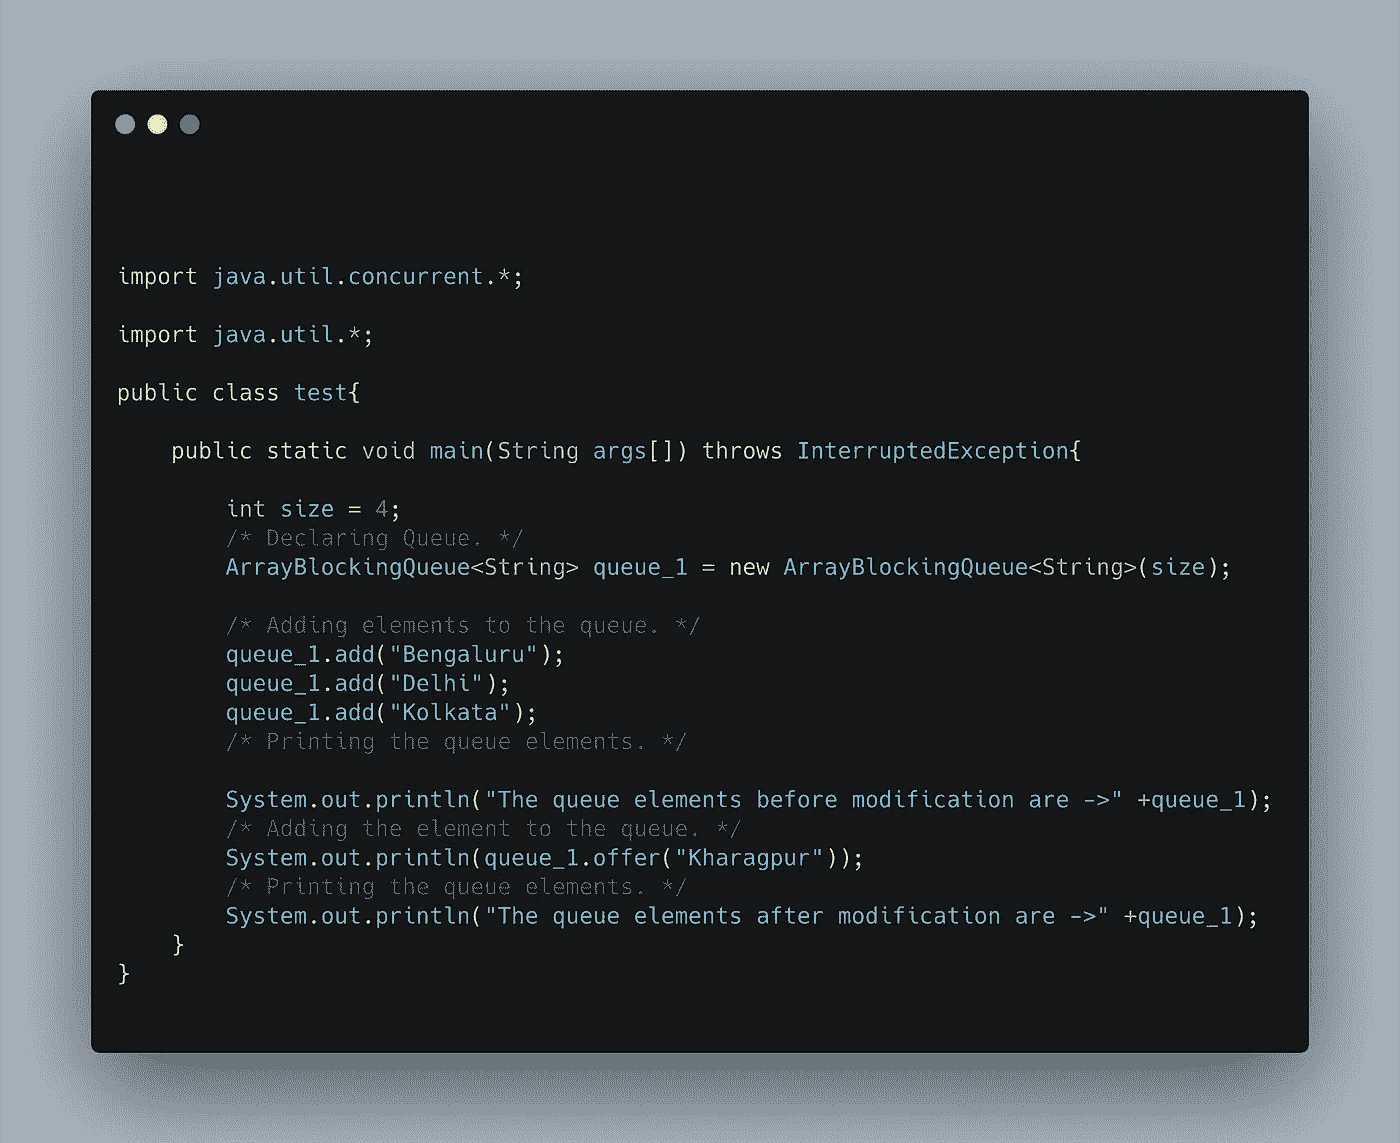 import java.util.concurrent.*;
import java.util.*;
public class test{
public static void main(String args[]) throws InterruptedException{
int size = 4;
/* Declaring Queue. */
ArrayBlockingQueue<String> queue_1 = new ArrayBlockingQueue<String>(size);
/* Adding elements to the queue. */
queue_1.add("Bengaluru");
queue_1.add("Delhi");
queue_1.add("Kolkata");
/* Printing the queue elements. */
System.out.println("The queue elements before modification are ->" +queue_1);
/* Adding the element to the queue. */
System.out.println(queue_1.offer("Kharagpur"));
/* Printing the queue elements. */
System.out.println("The queue elements after modification are ->" +queue_1);
}
}